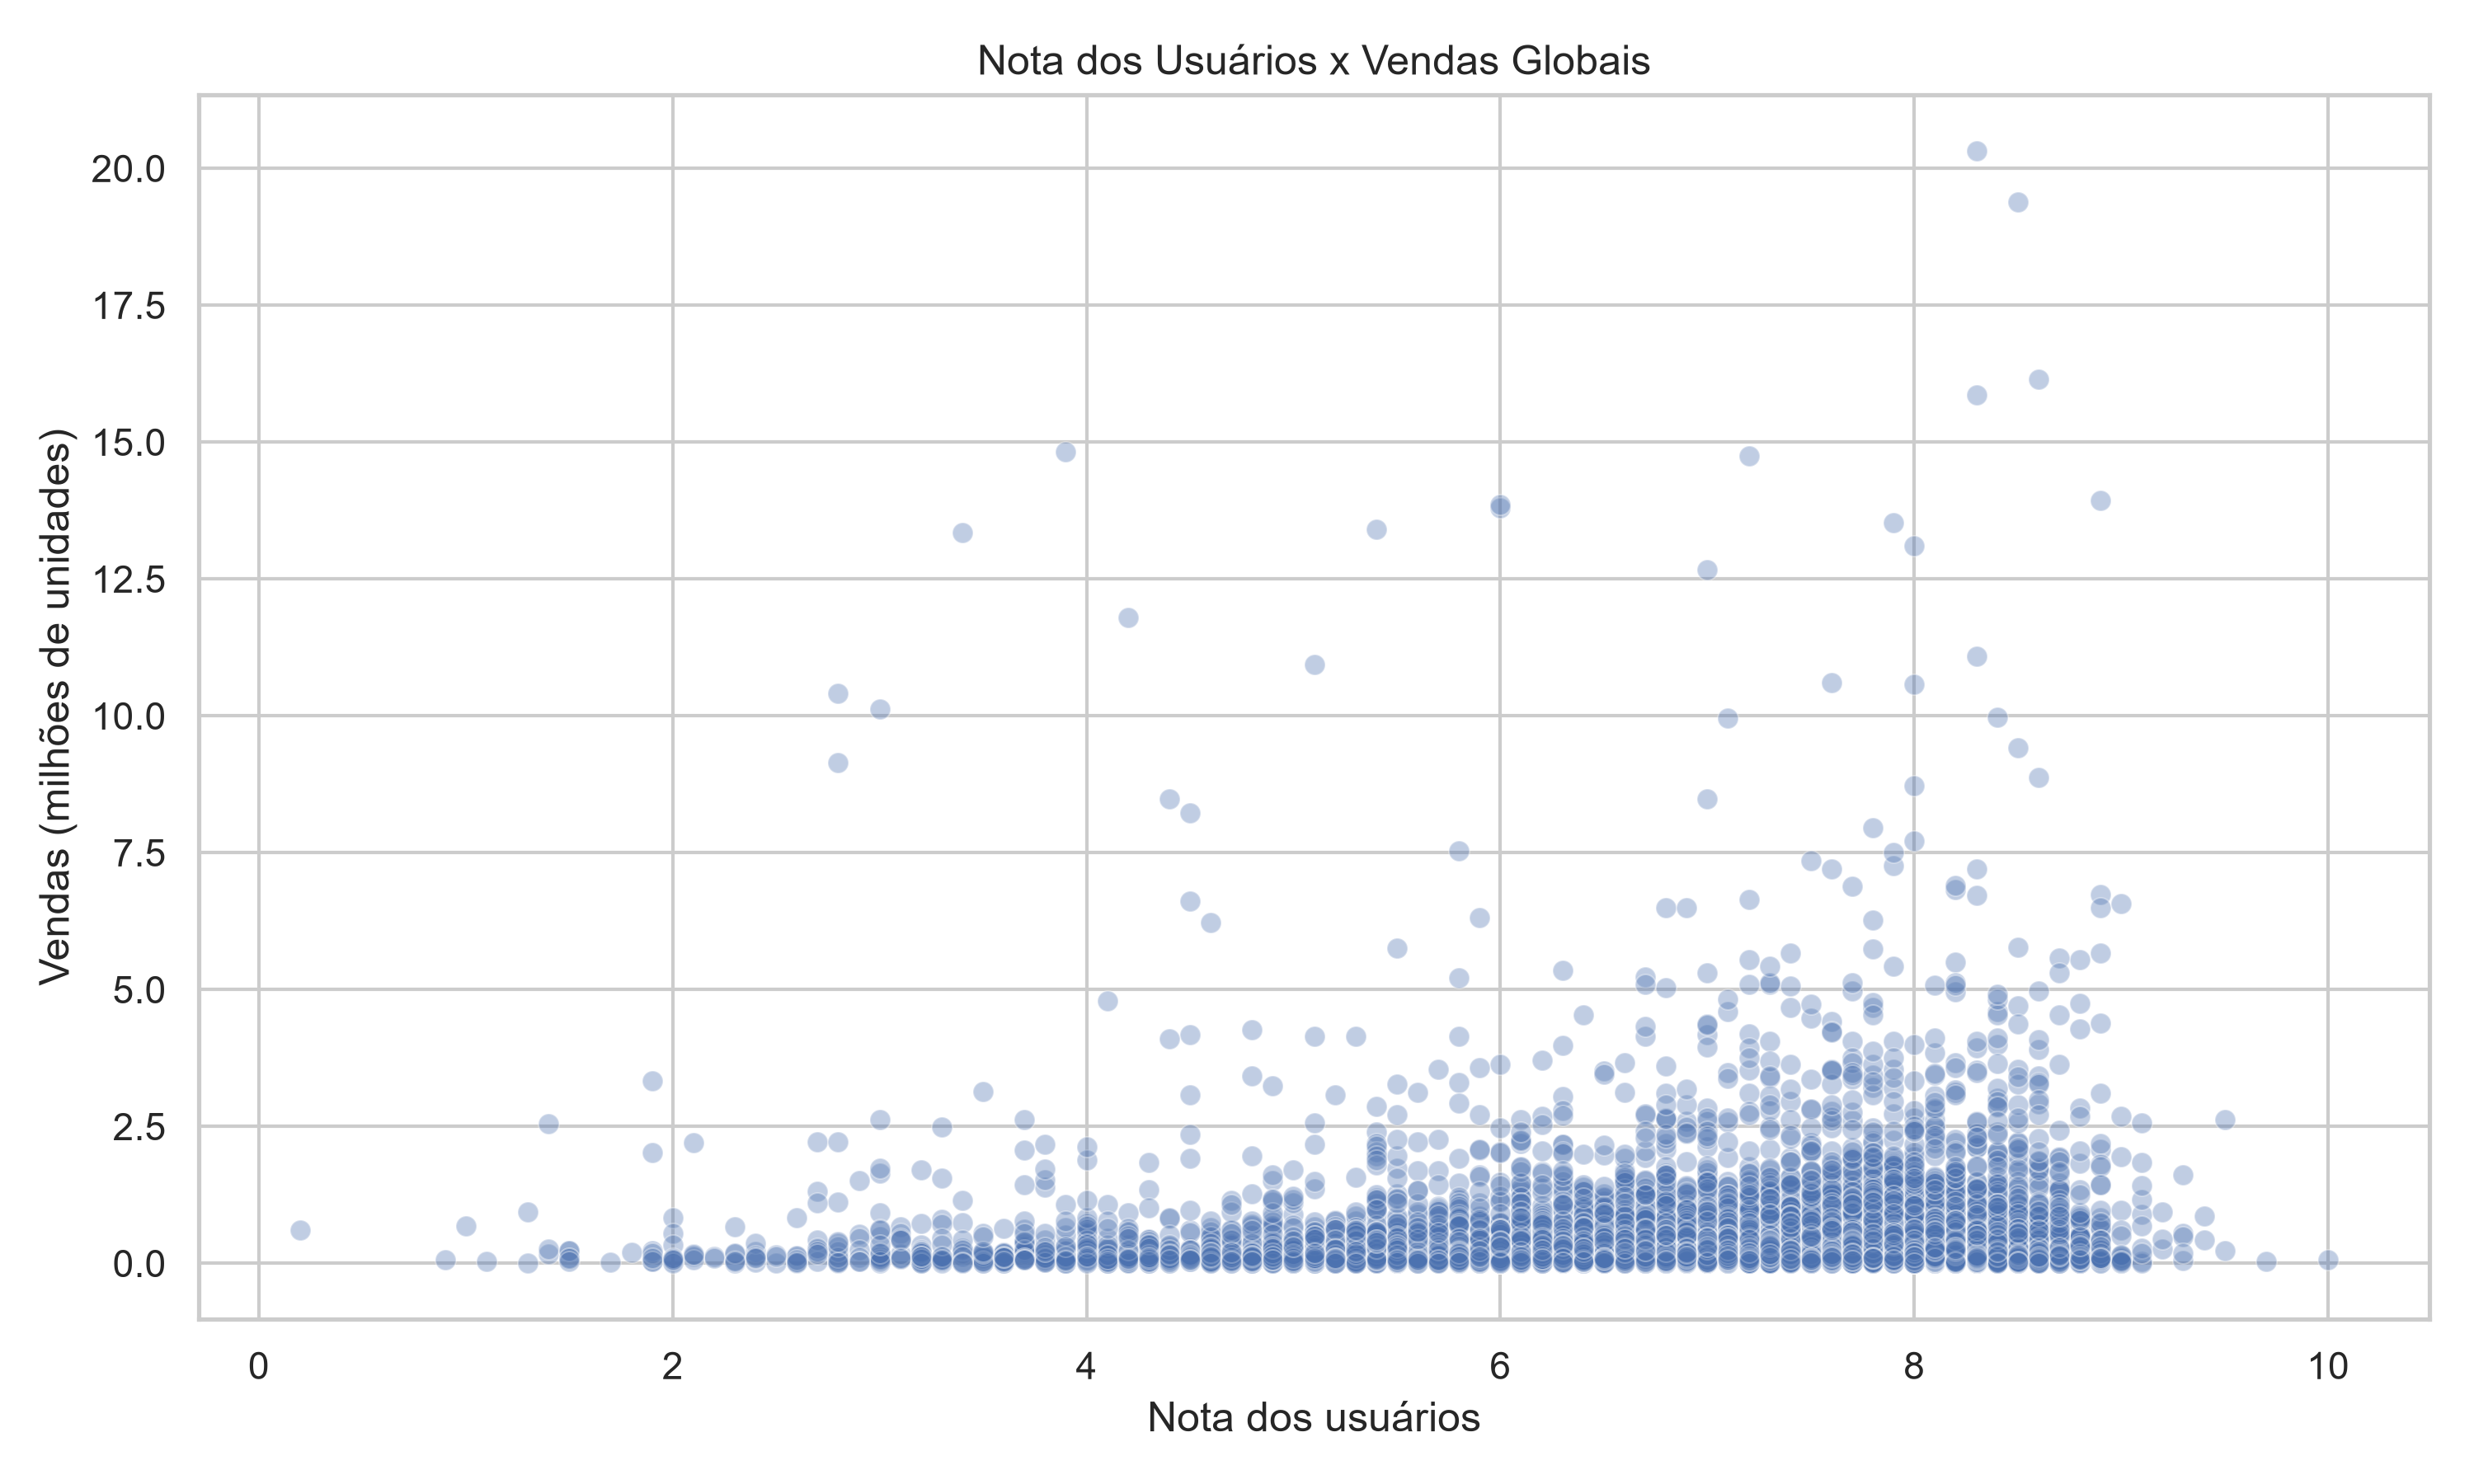 Nota dos Usuários x Vendas Globais
Vendas (milhões de unidades)
20.0
17.5
15.0
12.5
10.0
7.5
5.0
2.5
0.0
0 2 4 6 8 10
Nota dos usuários